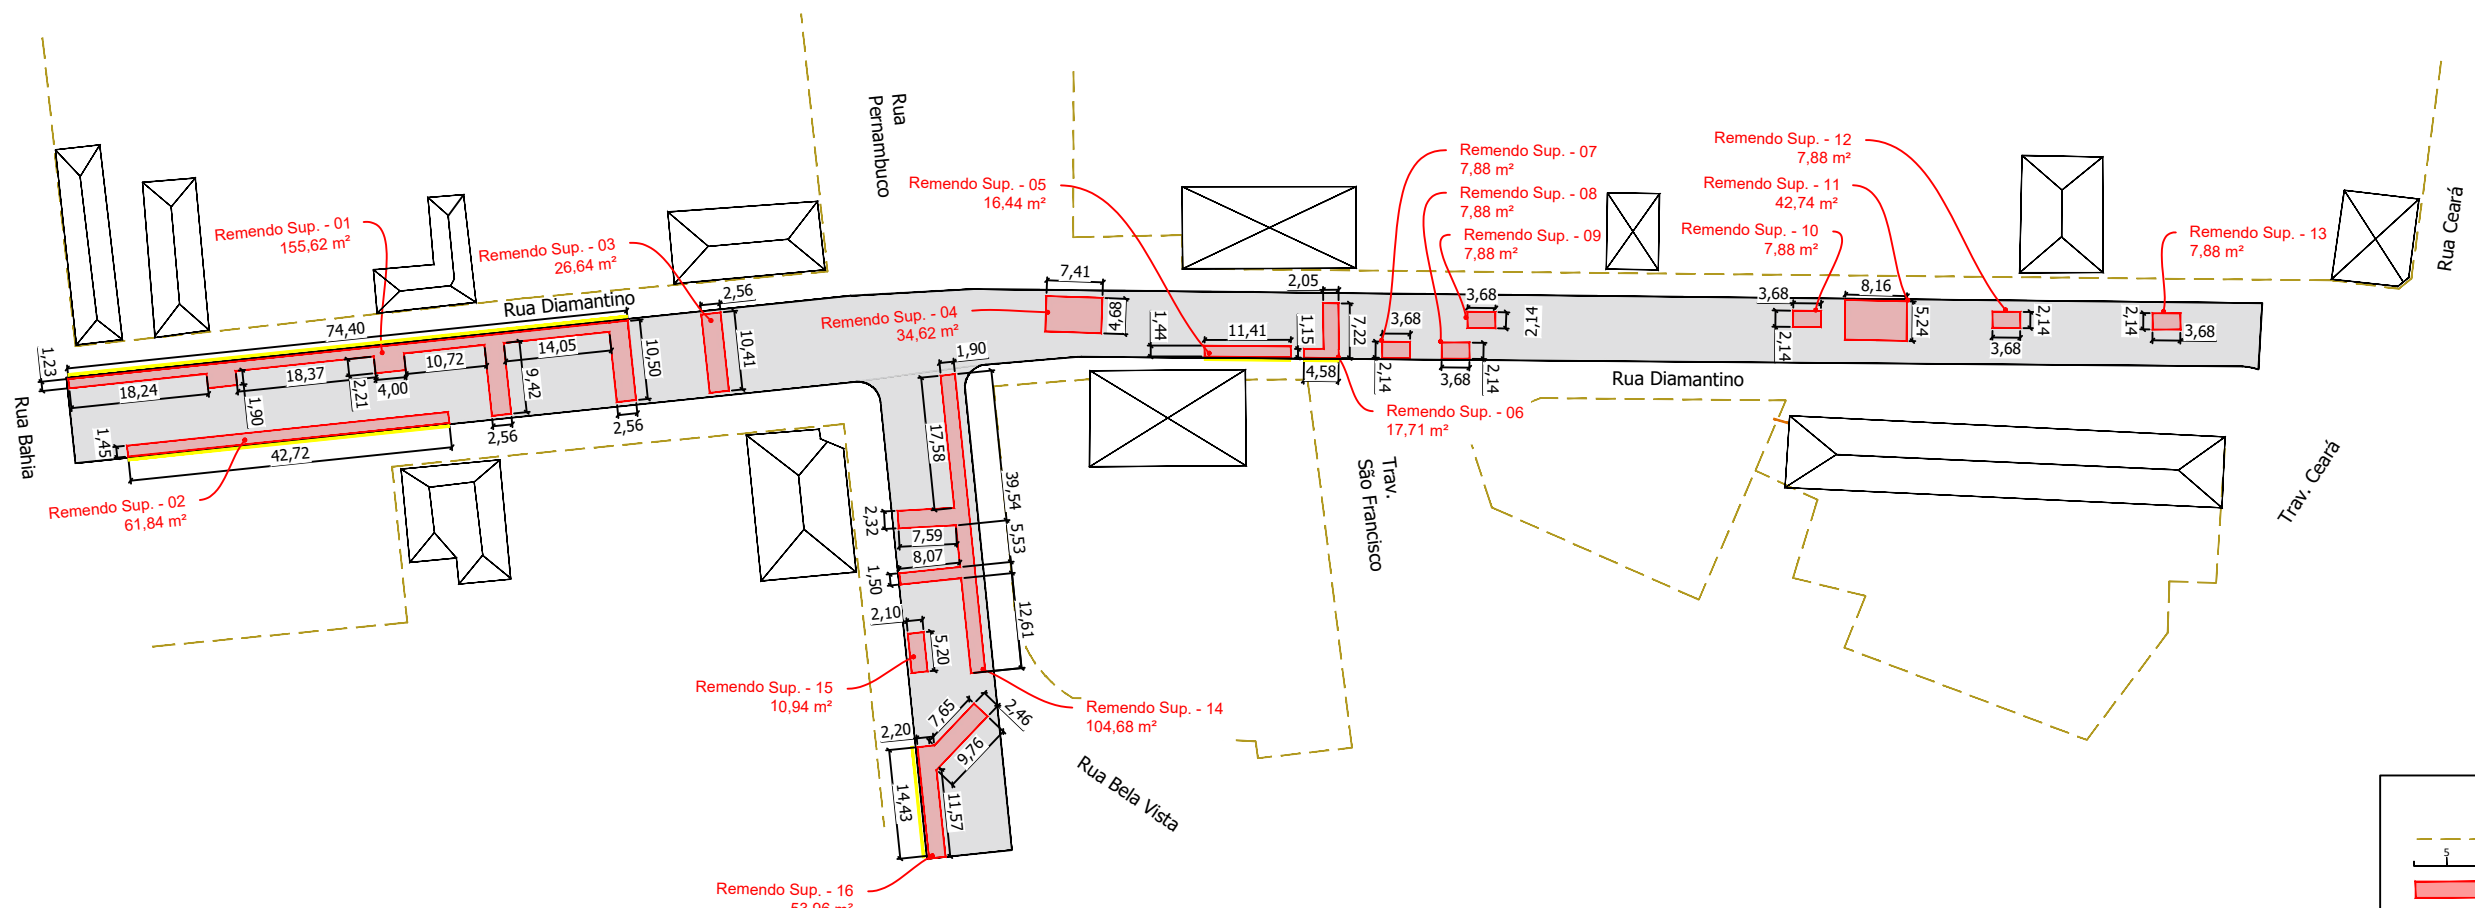 Rua
Pernambuco
Remendo Sup. - 01
155,62 m²
Remendo Sup. - 03
26,64 m²
Remendo Sup. - 05
16,44 m²
Remendo Sup. - 07
7,88 m²
Remendo Sup. - 08
7,88 m²
Remendo Sup. - 09
7,88 m²
Remendo Sup. - 12
7,88 m²
Remendo Sup. - 11
42,74 m²
Remendo Sup. - 10
7,88 m²
Remendo Sup. - 13
7,88 m²
Rua Ceará
Rua Diamantino
74,40
2,56
7,41
4,68
Remendo Sup. - 04
34,62 m²
2,05
1,44
11,41
1,15
7,22
4,58
3,68
3,68
2,14
2,14
3,68
2,14
3,68
2,14
8,16
5,24
2,14
3,68
2,14
3,68
1,23
18,24
1,90
18,37
2,21
4,00
10,72
14,05
9,42
10,50
10,41
2,56
2,56
1,90
Rua Bahia
1,45
42,72
Remendo Sup. - 02
61,84 m²
Rua Diamantino
Remendo Sup. - 06
17,71 m²
Trav.
São Francisco
Trav. Ceará
17,58
39,54
2,32
7,59
5,53
8,07
1,50
12,61
2,10
5,20
Remendo Sup. - 15
10,94 m²
Remendo Sup. - 14
104,68 m²
7,65
2,46
2,20
9,76
14,43
11,57
Rua Bela Vista
Remendo Sup. - 16
53,96 m²
5